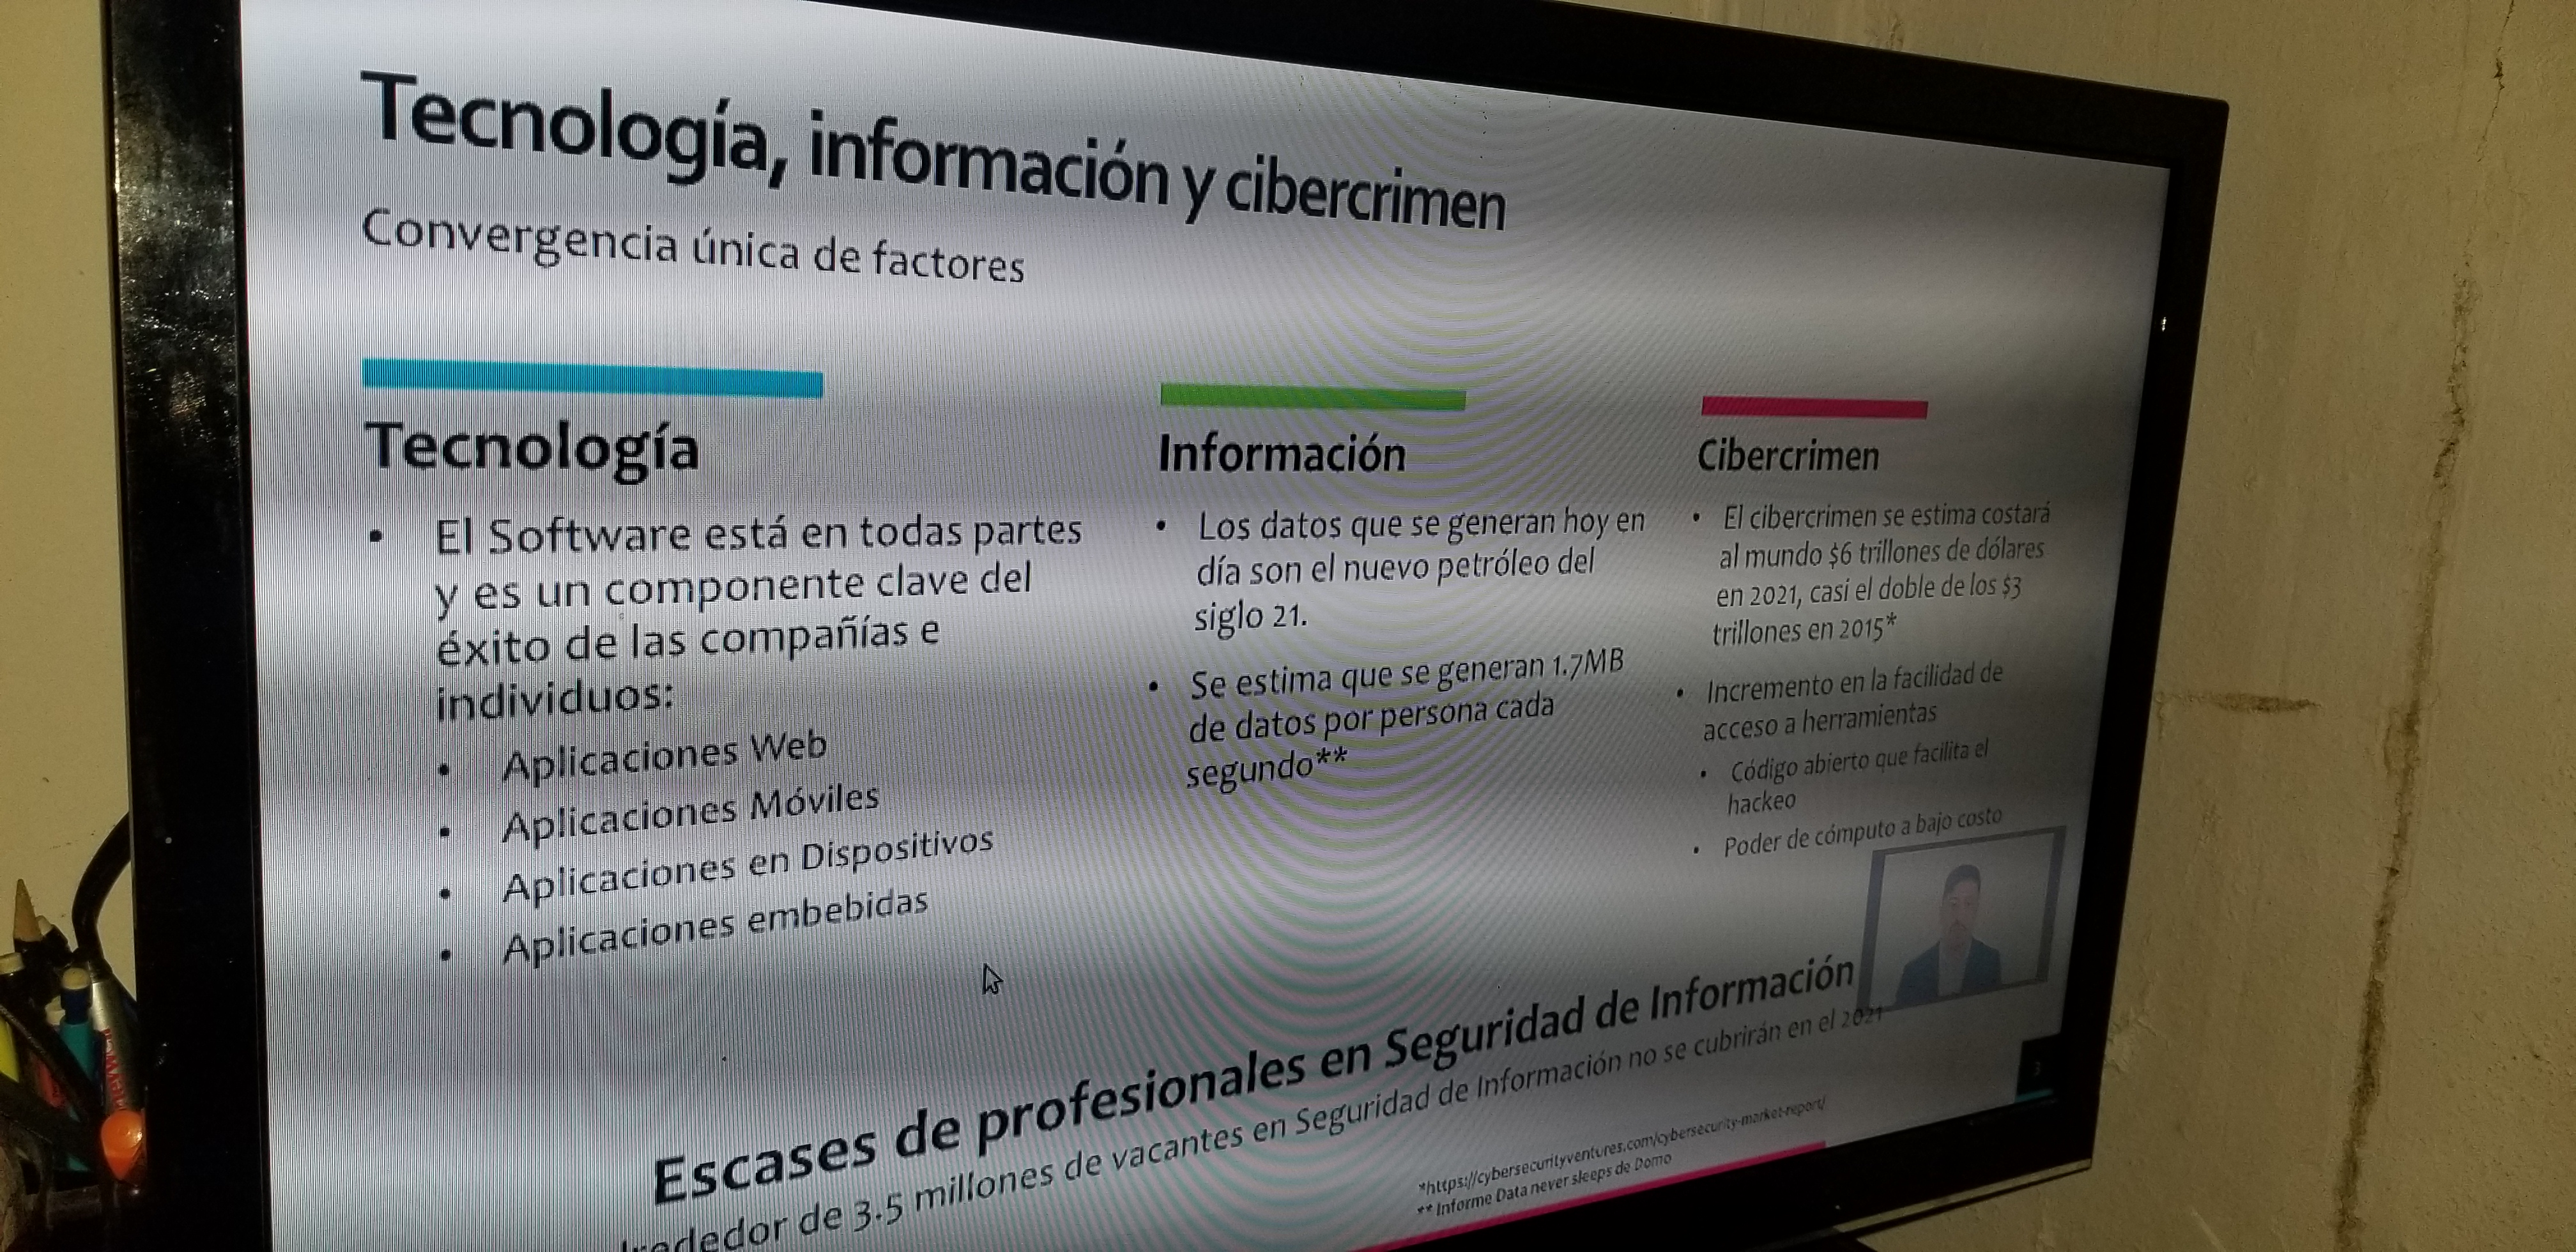 Tecnología, información y cibercrimen
Convergencia única de factores
Tecnología
• El Software está en todas partes
y es un componente clave del
éxito de las compañías e
individuos:
• Aplicaciones Web
• Aplicaciones Móviles
• Aplicaciones en Dispositivos
• Aplicaciones embebidas
Información
• Los datos que se generan hoy en
día son el nuevo petróleo del
siglo 21.
• Se estima que se generan 1.7MB
de datos por persona cada
segundo**
Cibercrimen
• El cibercrimen se estima costará
al mundo $6 trillones de dólares
en 2021, casi el doble de los $3
trillones en 2015*
• Incremento en la facilidad de
acceso a herramientas
• Código abierto que facilita el
hackeo
• Poder de cómputo a bajo costo
Escases de profesionales en Seguridad de Información
de 3.5 millones de vacantes en Seguridad de Información no se cubrirán en el 2021
*https://cybersecurityventures.com/cybersecurity-market-report/
** Informe Data never sleeps de Domo
3